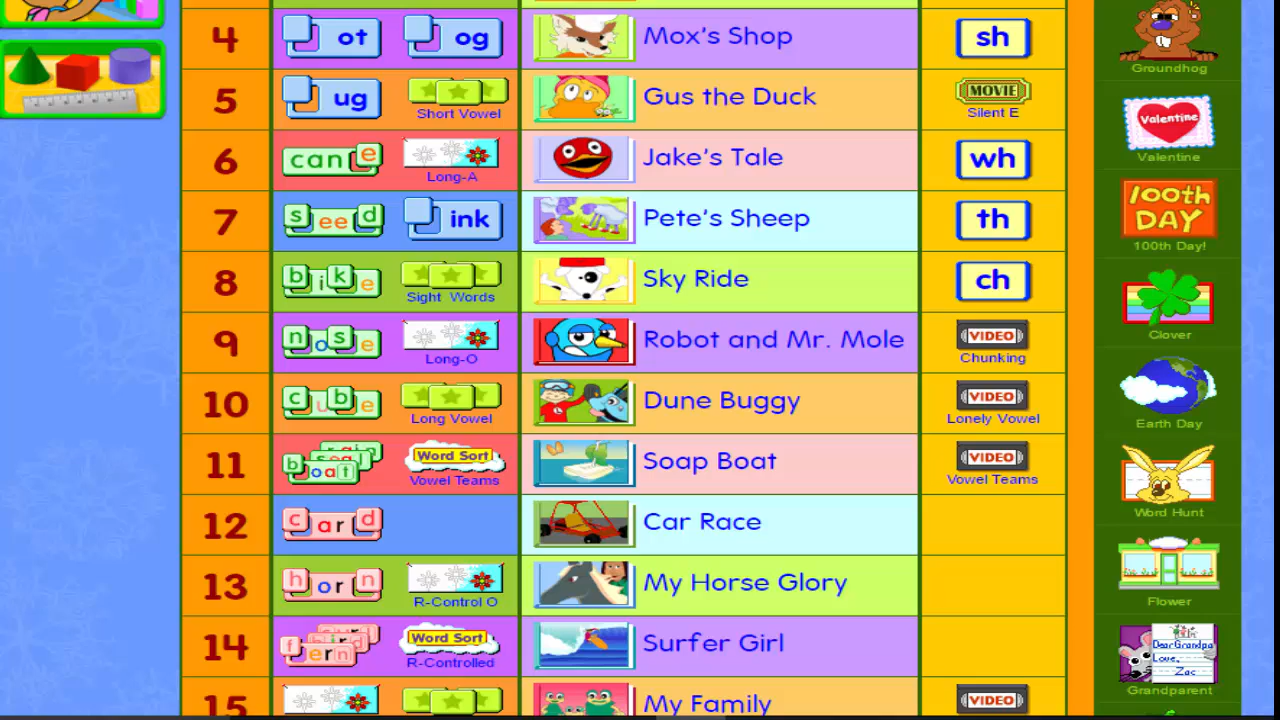 4 ot og Mox's Shop sh
Groundhog
5 ug Short Vowel Gus the Duck MOVIE Silent E
Valentine
Valentine
6 can e Long-A Jake's Tale wh
100th DAY
100th Day!
7 s ee d ink Pete's Sheep th
8 b i k e Sight Words Sky Ride ch
Clover
9 n o s e Long-O Robot and Mr. Mole VIDEO Chunking
10 c u b e Long Vowel Dune Buggy VIDEO Lonely Vowel
Earth Day
11 b oa t Word Sort Vowel Teams Soap Boat VIDEO Vowel Teams
Word Hunt
12 c ar d Car Race
13 h or n R-Control O My Horse Glory
Flower
14 f er n Word Sort R-Controlled Surfer Girl
Dear Grandpa
Love,
Zac
Grandparent
15 My Family VIDEO